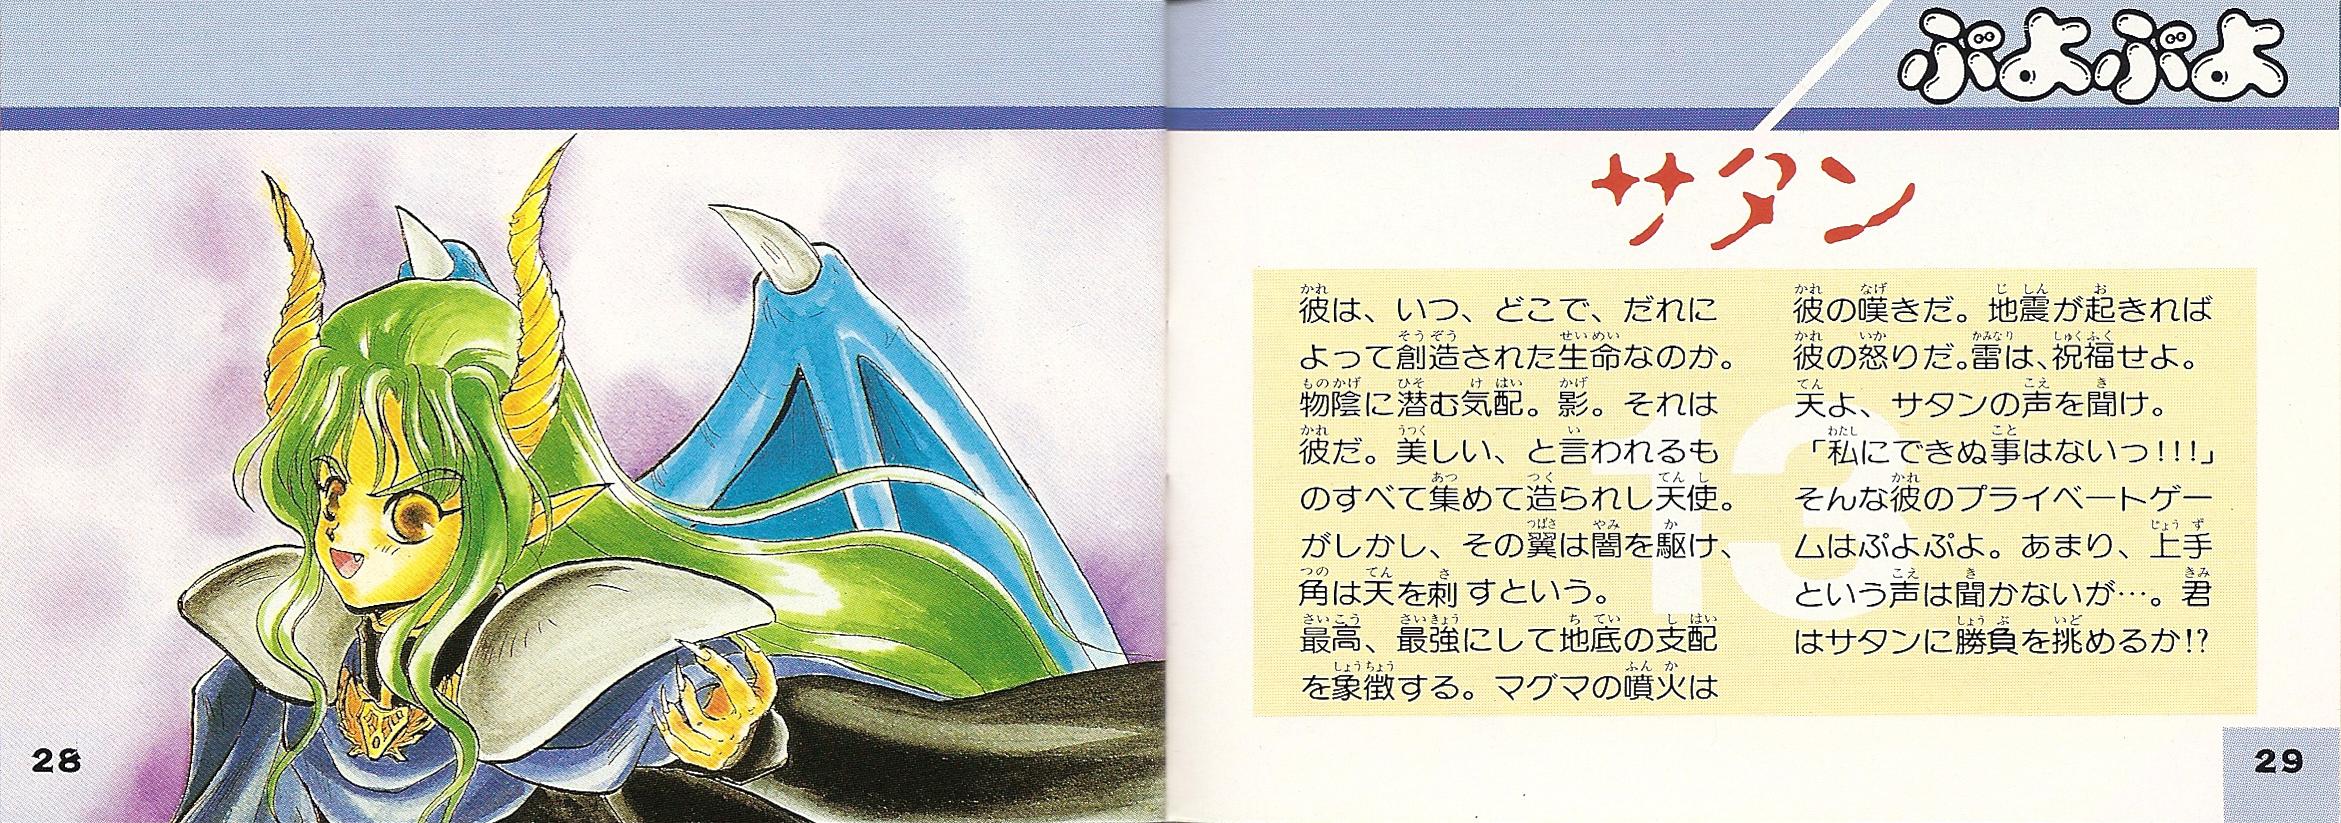 ぷよぷよ
サタン
13
彼は、いつ、どこで、だれに
よって創造された生命なのか。
物陰に潜む気配。影。それは
彼だ。美しい、と言われるも
のすべて集めて造られし天使。
がしかし、その翼は闇を駆け、
角は天を刺すという。
最高、最強にして地底の支配
を象徴する。マグマの噴火は
彼の嘆きだ。地震が起きれば
彼の怒りだ。雷は、祝福せよ。
天よ、サタンの声を聞け。
「私にできぬ事はないっ!!!」
そんな彼のプライベートゲー
ムはぷよぷよ。あまり、上手
という声は聞かないが…。君
はサタンに勝負を挑めるか!?
28
29